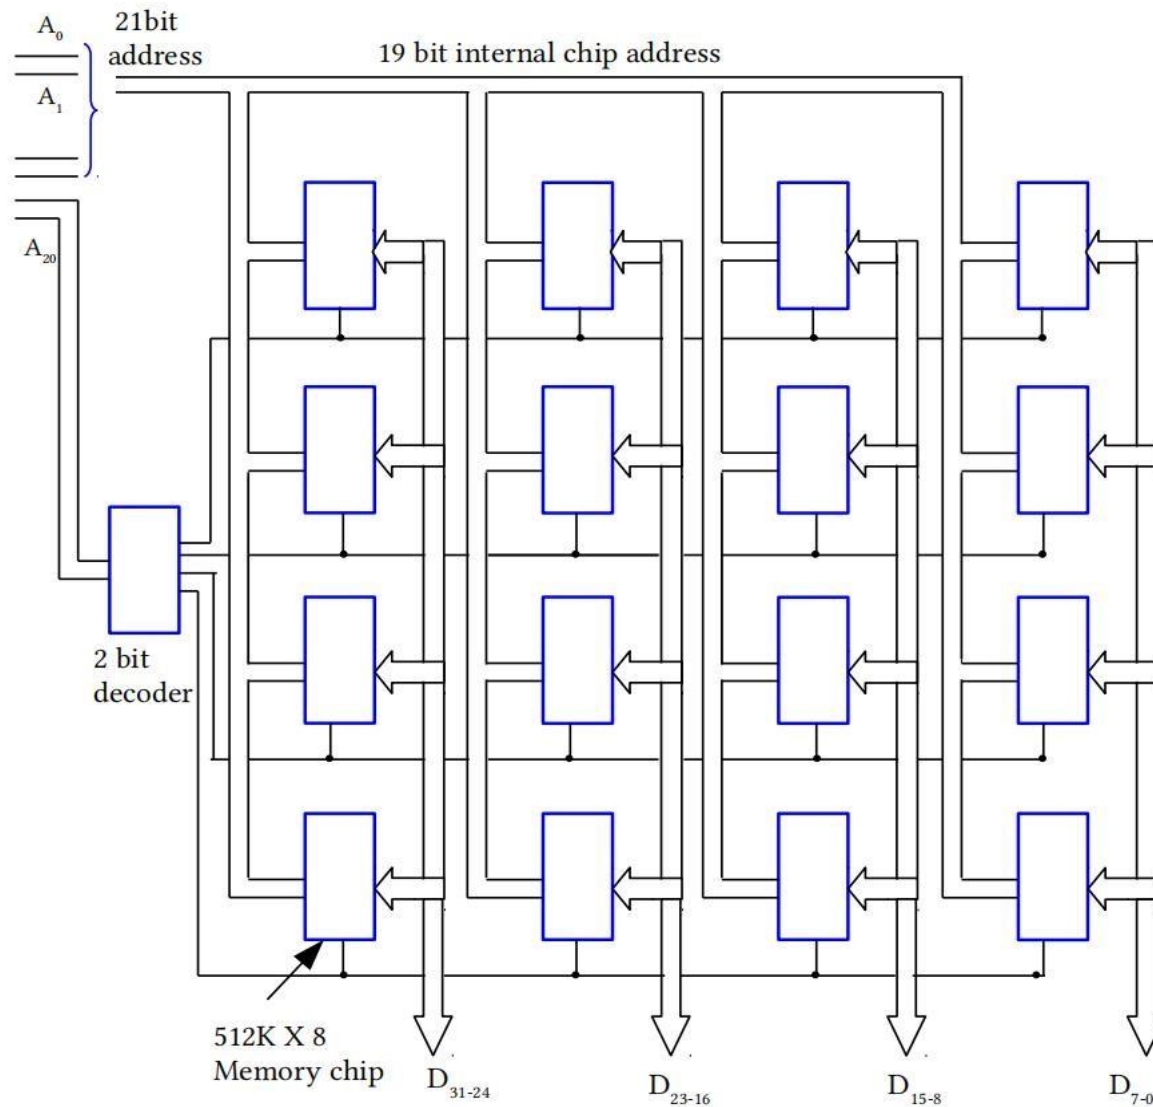 A₀
21bit
address
19 bit internal chip address
A₁
A₂₀
2 bit
decoder
512K X 8
Memory chip
D₃₁₋₂₄
D₂₃₋₁₆
D₁₅₋₈
D₇₋₀